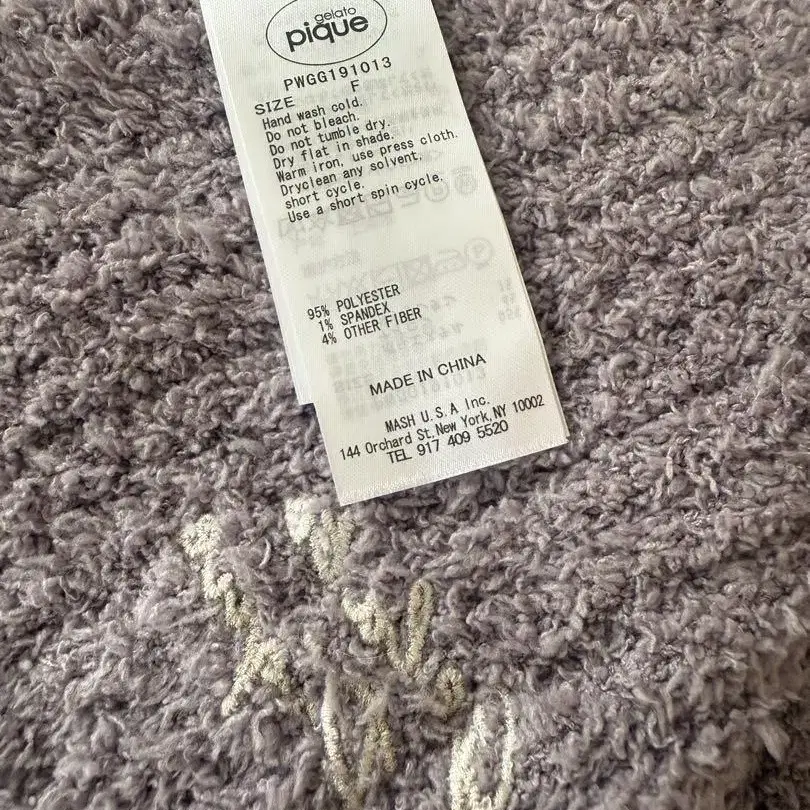 gelato
pique
PWGG191013
SIZE F
Hand wash cold.
Do not bleach.
Do not tumble dry.
Dry flat in shade.
Warm iron, use press cloth.
Dryclean any solvent,
short cycle.
Use a short spin cycle.
95% POLYESTER
1% SPANDEX
4% OTHER FIBER
MADE IN CHINA
MASH U.S.A Inc.
144 Orchard St, New York, NY 10002
TEL 917 409 5520